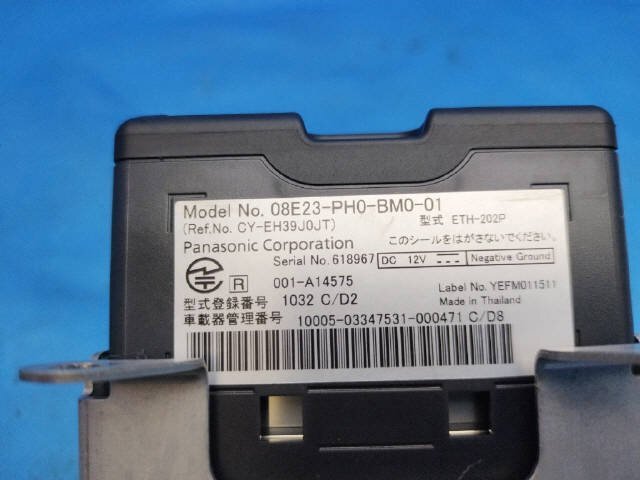 Model No. 08E23-PH0-BM0-01
(Ref.No. CY-EH39J0JT) 型式 ETH-202P
Panasonic Corporation このシールをはがさないでください。
Serial No. 618967 DC 12V Negative Ground
R 001-A14575 Label No. YEFM011511
型式登録番号 1032 C/D2 Made in Thailand
車載器管理番号 10005-03347531-000471 C/D8